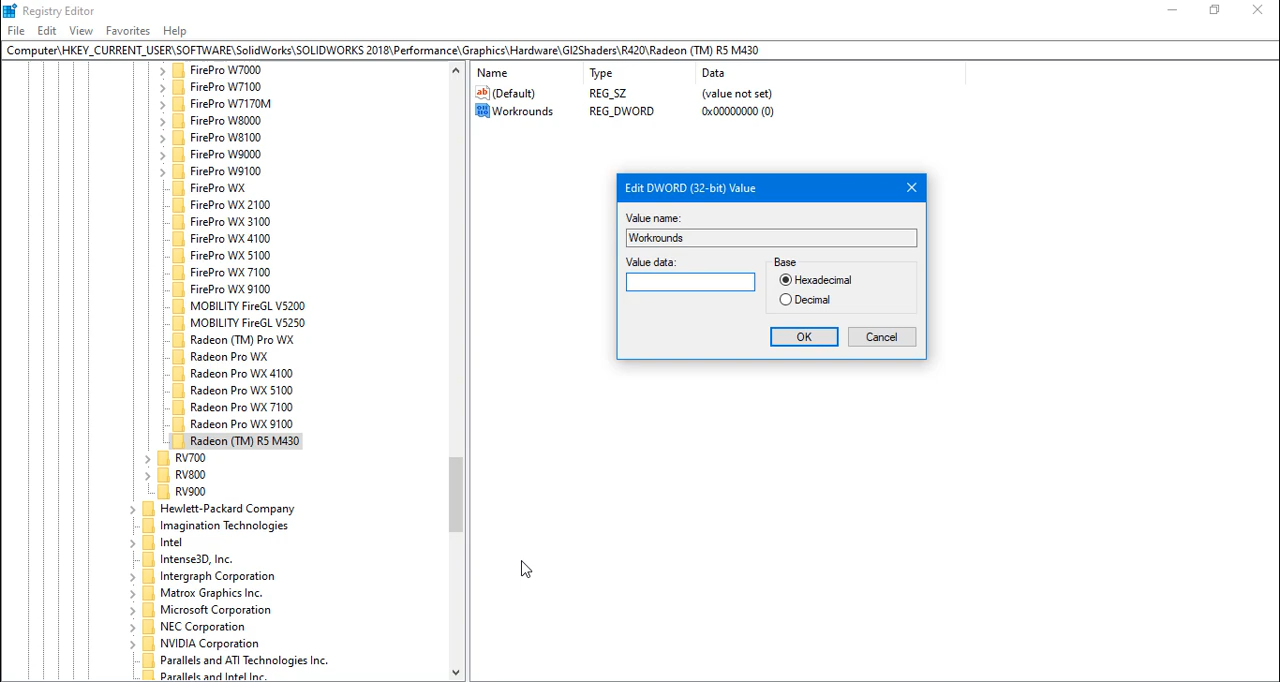 Registry Editor
File Edit View Favorites Help
Computer\HKEY_CURRENT_USER\SOFTWARE\SolidWorks\SOLIDWORKS 2018\Performance\Graphics\Hardware\Gl2Shaders\R420\Radeon (TM) R5 M430
FirePro W7000
FirePro W7100
FirePro W7170M
FirePro W8000
FirePro W8100
FirePro W9000
FirePro W9100
FirePro WX
FirePro WX 2100
FirePro WX 3100
FirePro WX 4100
FirePro WX 5100
FirePro WX 7100
FirePro WX 9100
MOBILITY FireGL V5200
MOBILITY FireGL V5250
Radeon (TM) Pro WX
Radeon Pro WX
Radeon Pro WX 4100
Radeon Pro WX 5100
Radeon Pro WX 7100
Radeon Pro WX 9100
Radeon (TM) R5 M430
RV700
RV800
RV900
Hewlett-Packard Company
Imagination Technologies
Intel
Intense3D, Inc.
Intergraph Corporation
Matrox Graphics Inc.
Microsoft Corporation
NEC Corporation
NVIDIA Corporation
Parallels and ATI Technologies Inc.
Parallels and Intel Inc.
Name Type Data
ab (Default) REG_SZ (value not set)
Workrounds REG_DWORD 0x00000000 (0)
Edit DWORD (32-bit) Value
Value name:
Workrounds
Value data:
Base
Hexadecimal
Decimal
OK Cancel